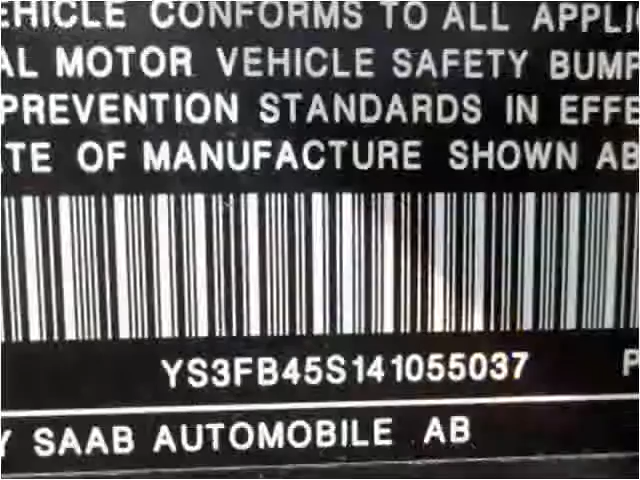 EHICLE CONFORMS TO ALL APPLI
AL MOTOR VEHICLE SAFETY BUMP
PREVENTION STANDARDS IN EFFE
TE OF MANUFACTURE SHOWN AB
YS3FB45S141055037 P
Y SAAB AUTOMOBILE AB